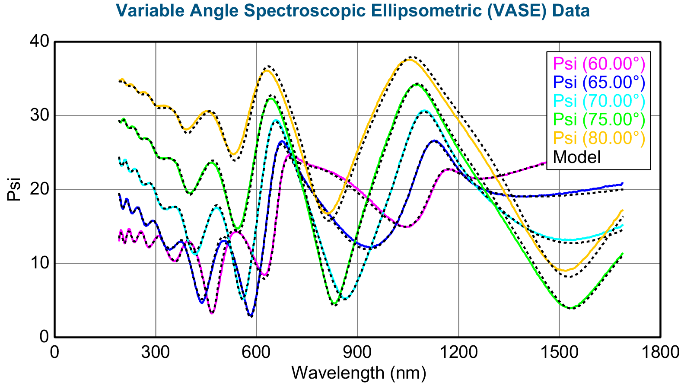 Variable Angle Spectroscopic Ellipsometric (VASE) Data
40
30
20
10
0
Psi
Psi (60.00°)
Psi (65.00°)
Psi (70.00°)
Psi (75.00°)
Psi (80.00°)
Model
0 300 600 900 1200 1500 1800
Wavelength (nm)